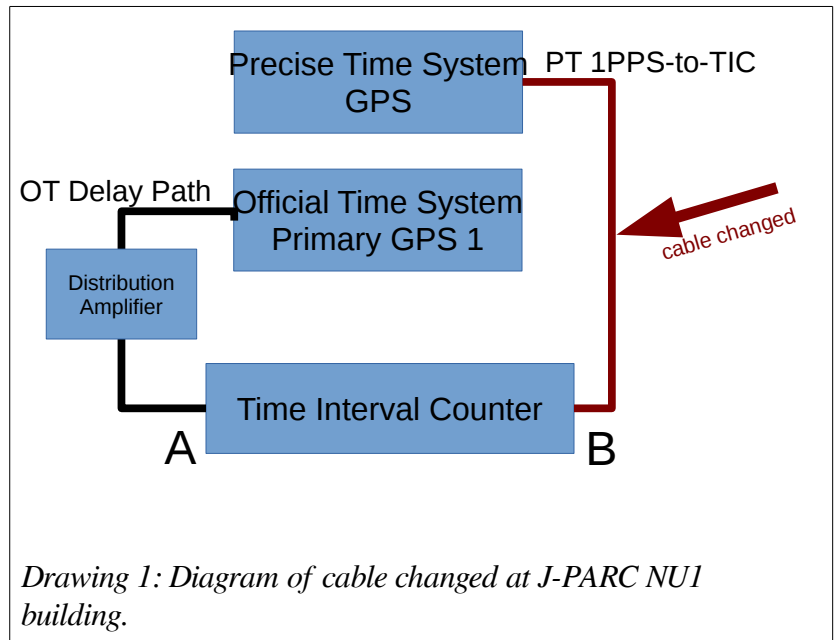 Precise Time System
GPS
PT 1PPS-to-TIC
OT Delay Path
Official Time System
Primary GPS 1
cable changed
Distribution
Amplifier
Time Interval Counter
A
B
Drawing 1: Diagram of cable changed at J-PARC NU1
building.